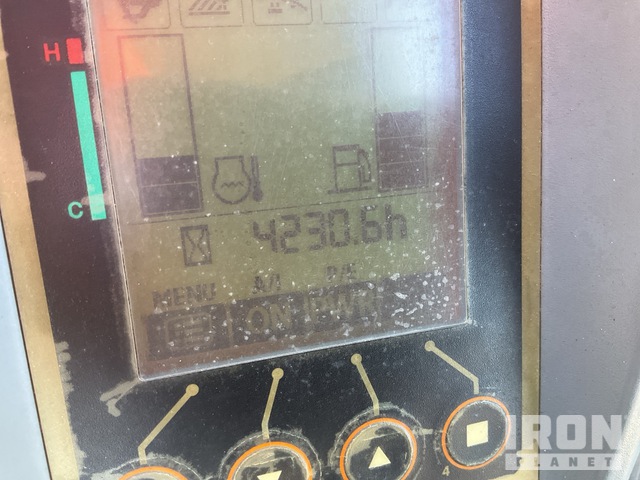 H
C
4230.6h
MENU A/I P/E
ON PWR
4
IRON
PLANET